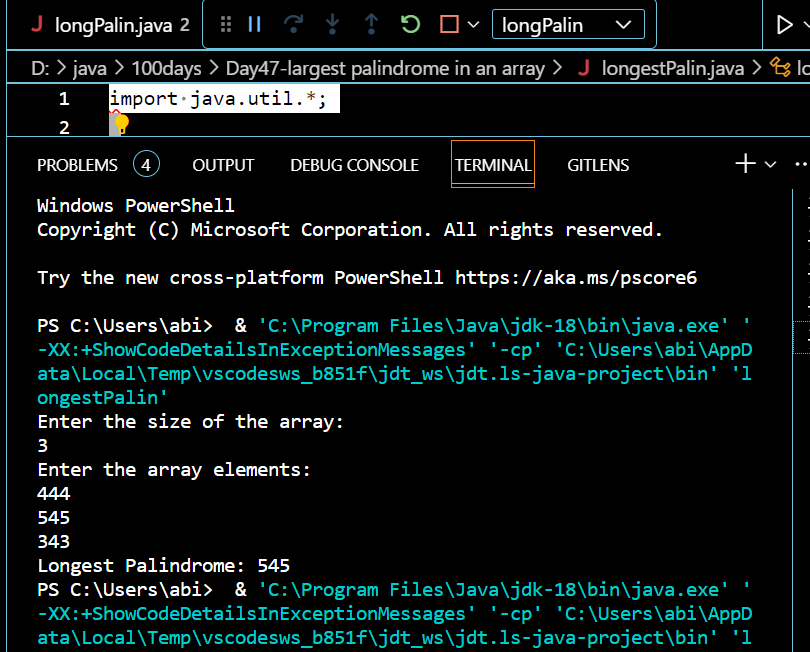 J longPalin.java 2
longPalin
D: > java > 100days > Day47-largest palindrome in an array > J longestPalin.java > lo
1 import java.util.*;
2
PROBLEMS 4 OUTPUT DEBUG CONSOLE TERMINAL GITLENS
Windows PowerShell
Copyright (C) Microsoft Corporation. All rights reserved.
Try the new cross-platform PowerShell https://aka.ms/pscore6
PS C:\Users\abi>  & 'C:\Program Files\Java\jdk-18\bin\java.exe' '
-XX:+ShowCodeDetailsInExceptionMessages' '-cp' 'C:\Users\abi\AppD
ata\Local\Temp\vscodesws_b851f\jdt_ws\jdt.ls-java-project\bin' 'l
ongestPalin'
Enter the size of the array:
3
Enter the array elements:
444
545
343
Longest Palindrome: 545
PS C:\Users\abi>  & 'C:\Program Files\Java\jdk-18\bin\java.exe' '
-XX:+ShowCodeDetailsInExceptionMessages' '-cp' 'C:\Users\abi\AppD
ata\Local\Temp\vscodesws_b851f\jdt_ws\jdt.ls-java-project\bin' 'l